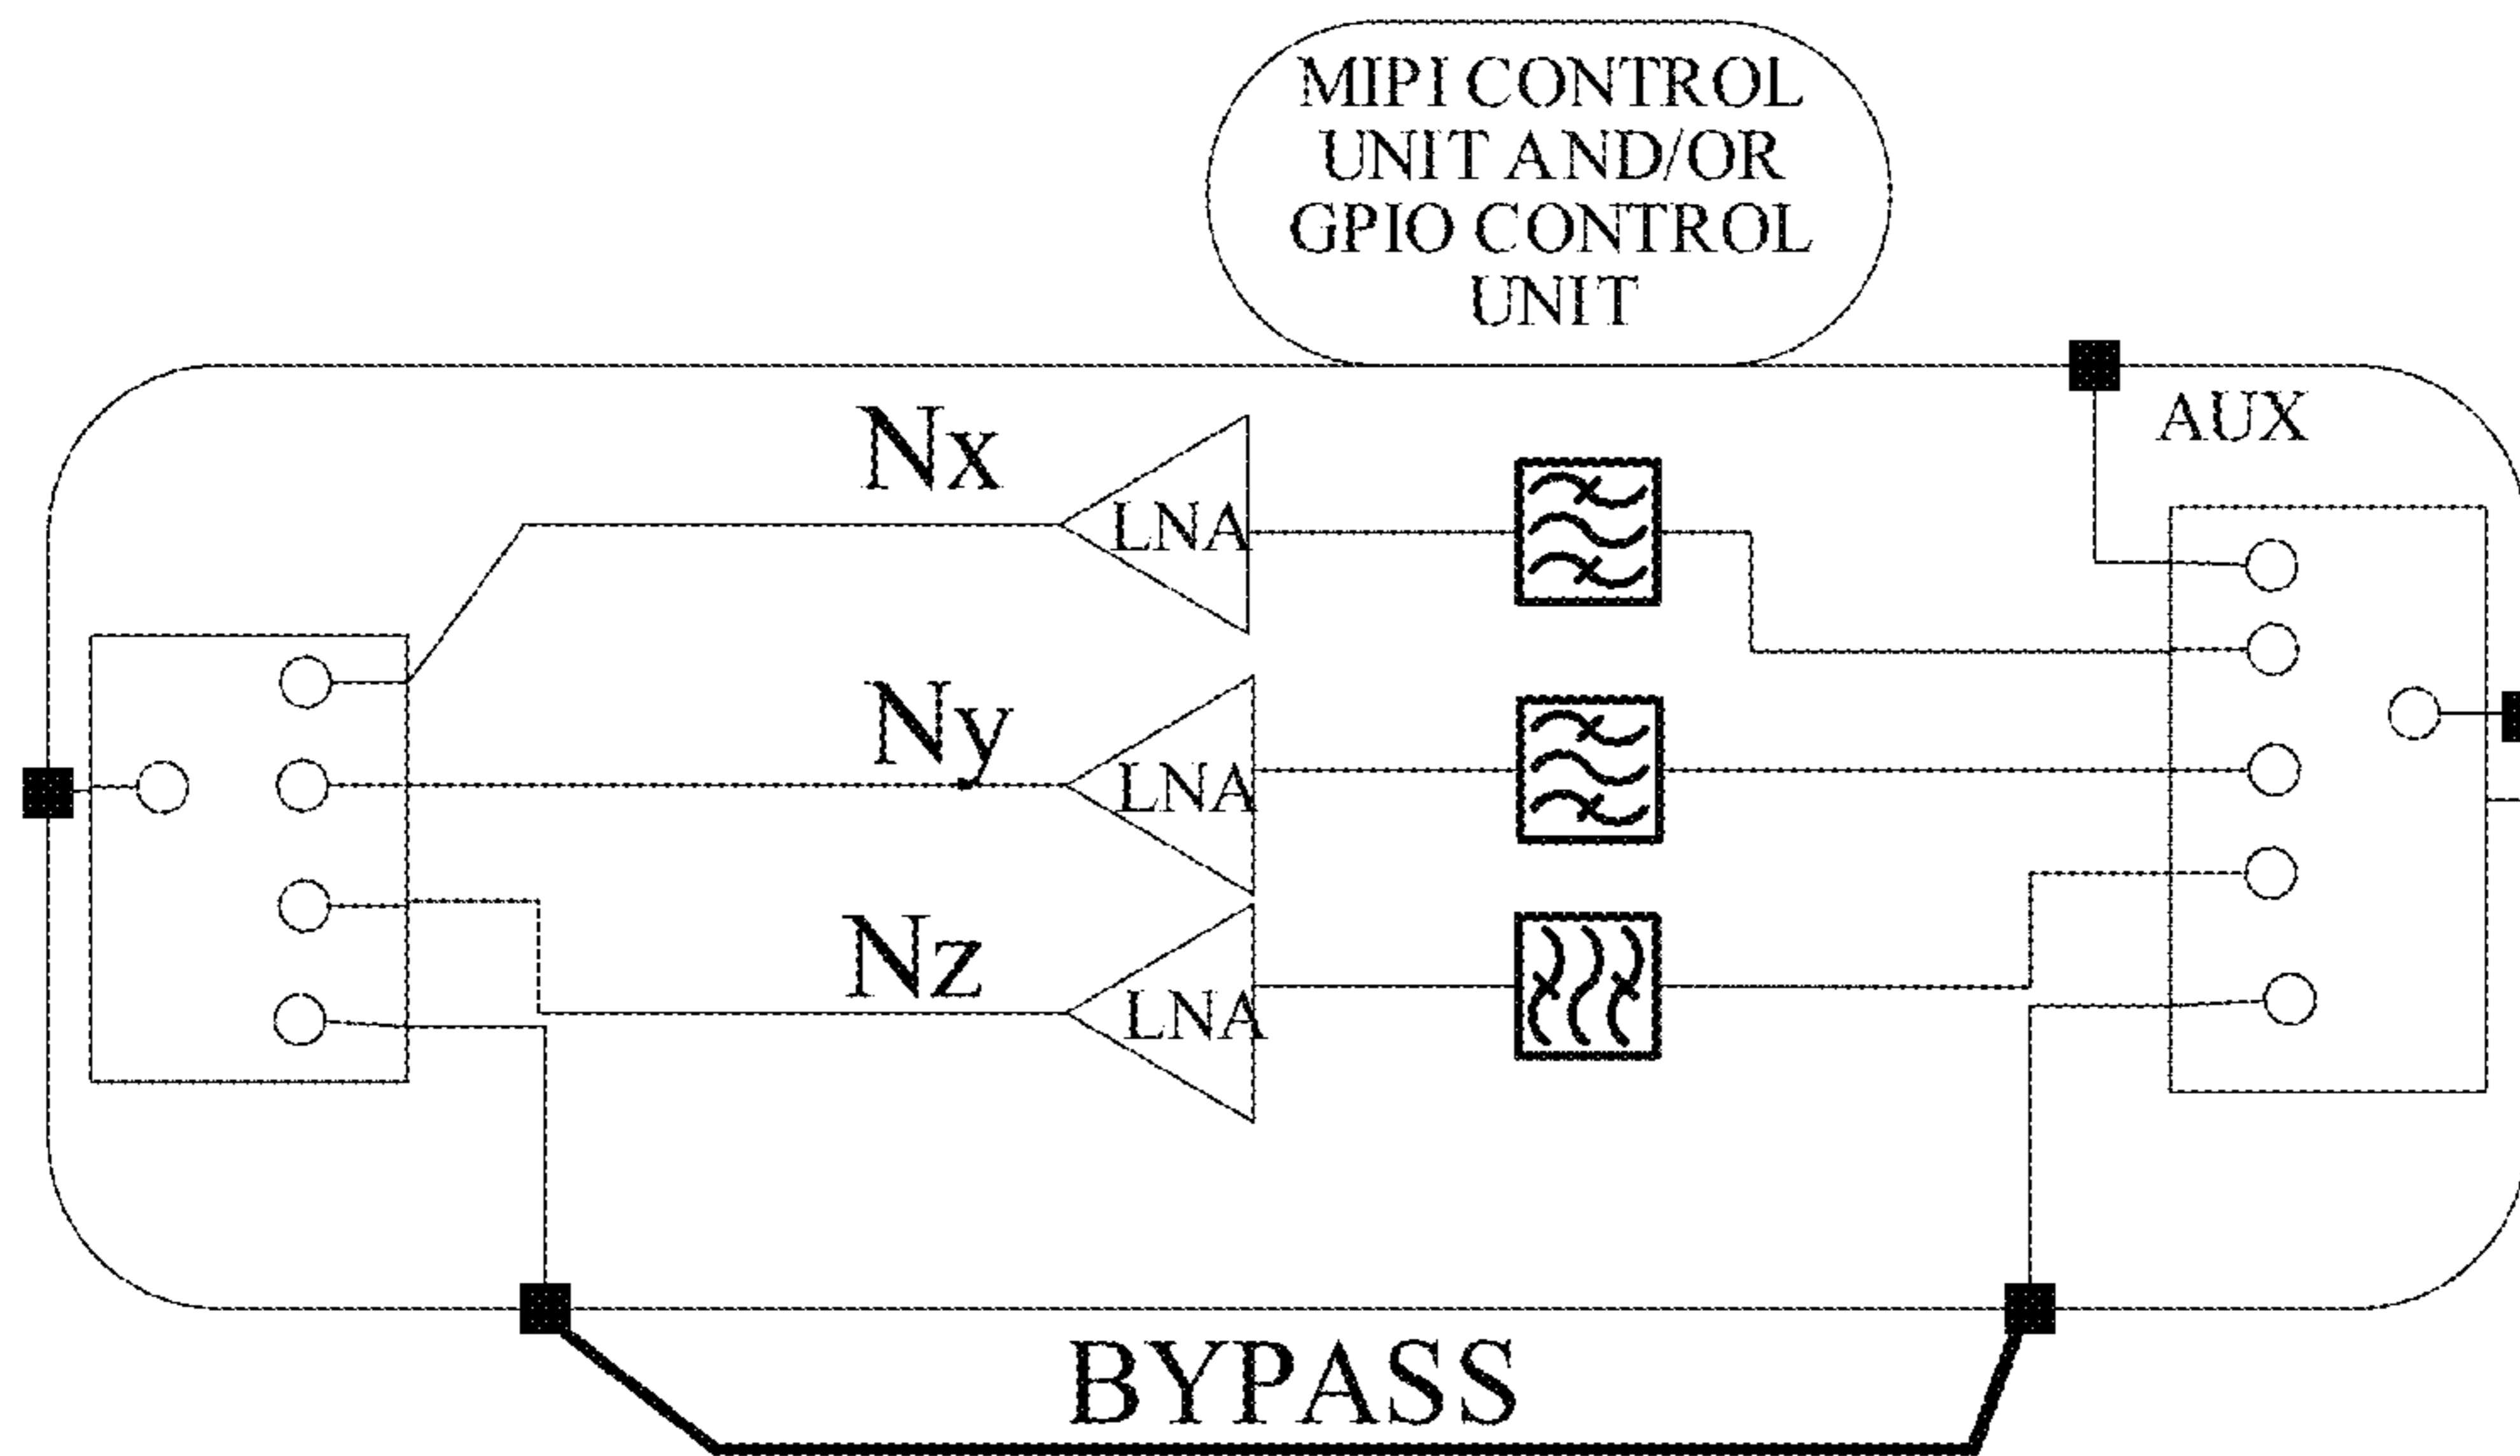 MIPI CONTROL
UNIT AND/OR
GPIO CONTROL
UNIT
AUX
Nx
LNA
Ny
LNA
Nz
LNA
BYPASS